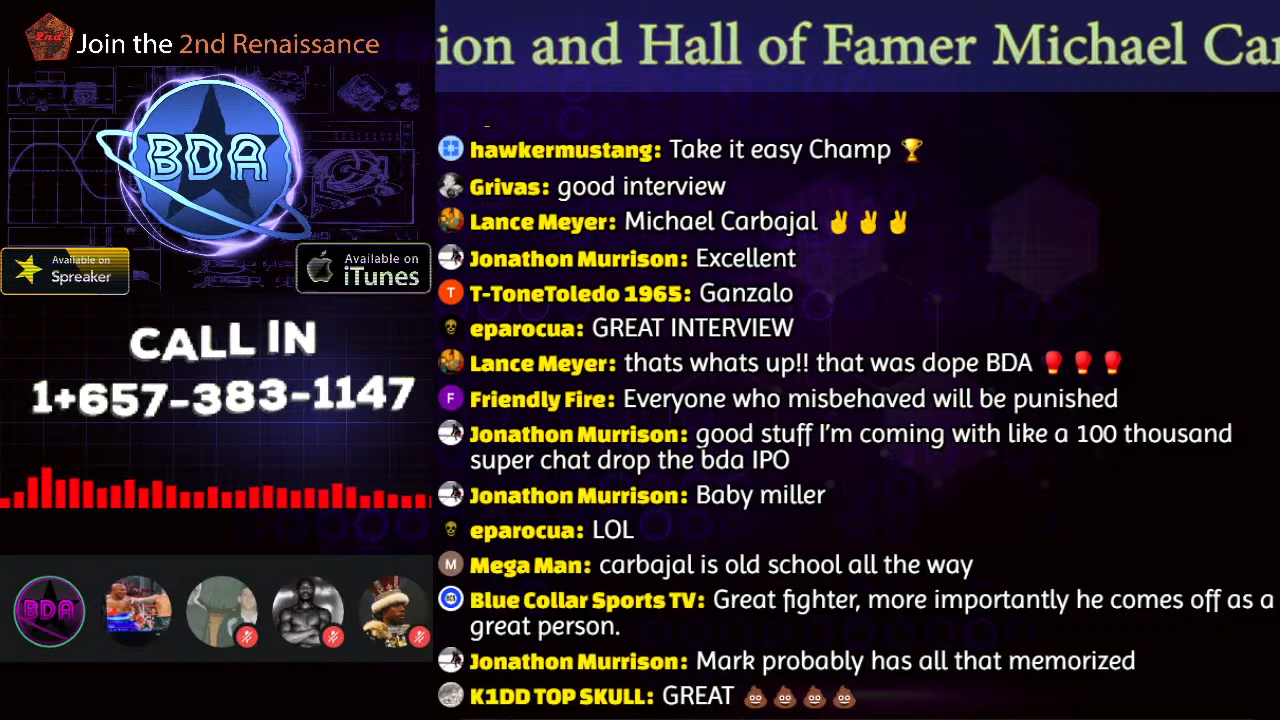 2nd
Join the 2nd Renaissance
BDA
Available on
Spreaker
Available on
iTunes
CALL IN
1+657-383-1147
BDA
ion and Hall of Famer Michael Car
hawkermustang: Take it easy Champ 🏆
Grivas: good interview
Lance Meyer: Michael Carbajal ✌✌✌
Jonathon Murrison: Excellent
T T-ToneToledo 1965: Ganzalo
eparocua: GREAT INTERVIEW
Lance Meyer: thats whats up!! that was dope BDA 🥊🥊🥊
F Friendly Fire: Everyone who misbehaved will be punished
Jonathon Murrison: good stuff I'm coming with like a 100 thousand
super chat drop the bda IPO
Jonathon Murrison: Baby miller
eparocua: LOL
M Mega Man: carbajal is old school all the way
Blue Collar Sports TV: Great fighter, more importantly he comes off as a
great person.
Jonathon Murrison: Mark probably has all that memorized
K1DD TOP SKULL: GREAT 💩💩💩💩